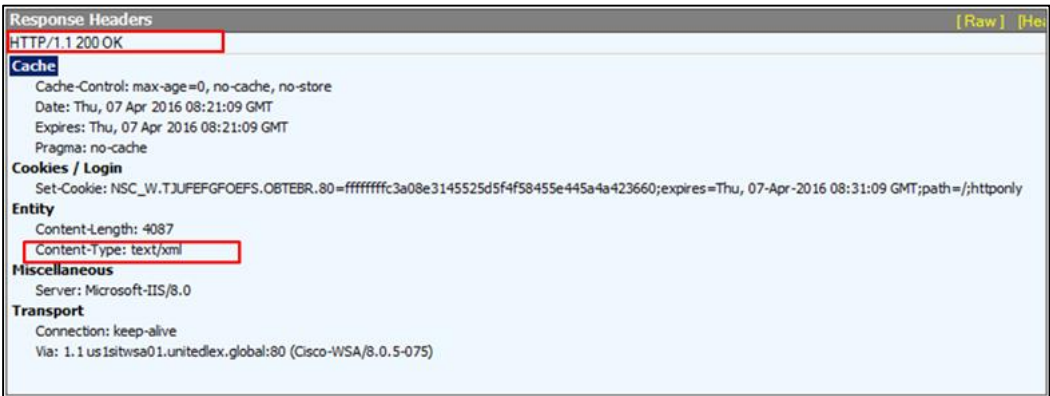 Response Headers [Raw] [Hea
HTTP/1.1 200 OK
Cache
Cache-Control: max-age=0, no-cache, no-store
Date: Thu, 07 Apr 2016 08:21:09 GMT
Expires: Thu, 07 Apr 2016 08:21:09 GMT
Pragma: no-cache
Cookies / Login
Set-Cookie: NSC_W.TJUFEFGFOEFS.OBTEBR.80=ffffffffc3a08e3145525d5f4f58455e445a4a423660;expires=Thu, 07-Apr-2016 08:31:09 GMT;path=/;httponly
Entity
Content-Length: 4087
Content-Type: text/xml
Miscellaneous
Server: Microsoft-IIS/8.0
Transport
Connection: keep-alive
Via: 1.1 us1sitwsa01.unitedlex.global:80 (Cisco-WSA/8.0.5-075)